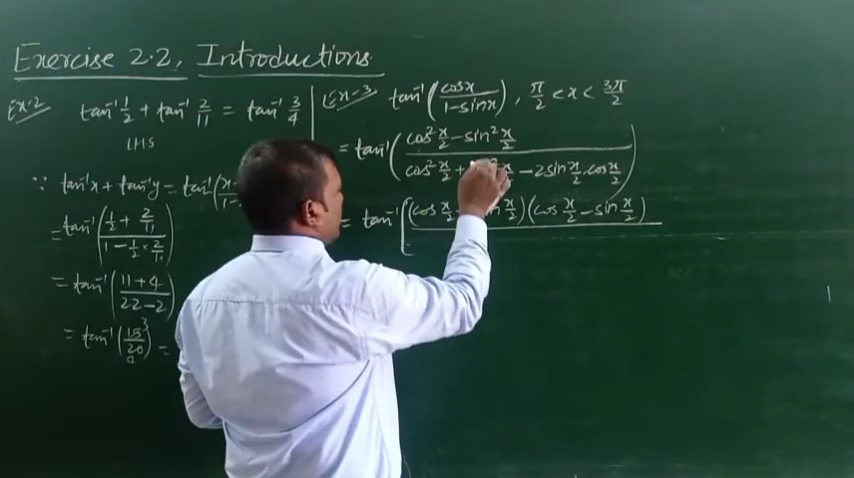 Exercise 2.2, Introductions
Ex.2 tan⁻¹ 1/2 + tan⁻¹ 2/11 = tan⁻¹ 3/4
LHS
∵ tan⁻¹x + tan⁻¹y = tan⁻¹(
= tan⁻¹((1/2 + 2/11)/(1 - 1/2 × 2/11))
= tan⁻¹((11+4)/(22-2))
= tan⁻¹(15/20) =
Ex-3 tan⁻¹(cosx/(1-sinx)), π/2 < x < 3π/2
= tan⁻¹((cos² x/2 - sin² x/2)/(cos² x/2 + x/2 - 2sin x/2 . cos x/2))
= tan⁻¹((cos x/2 x/2)(cos x/2 - sin x/2)